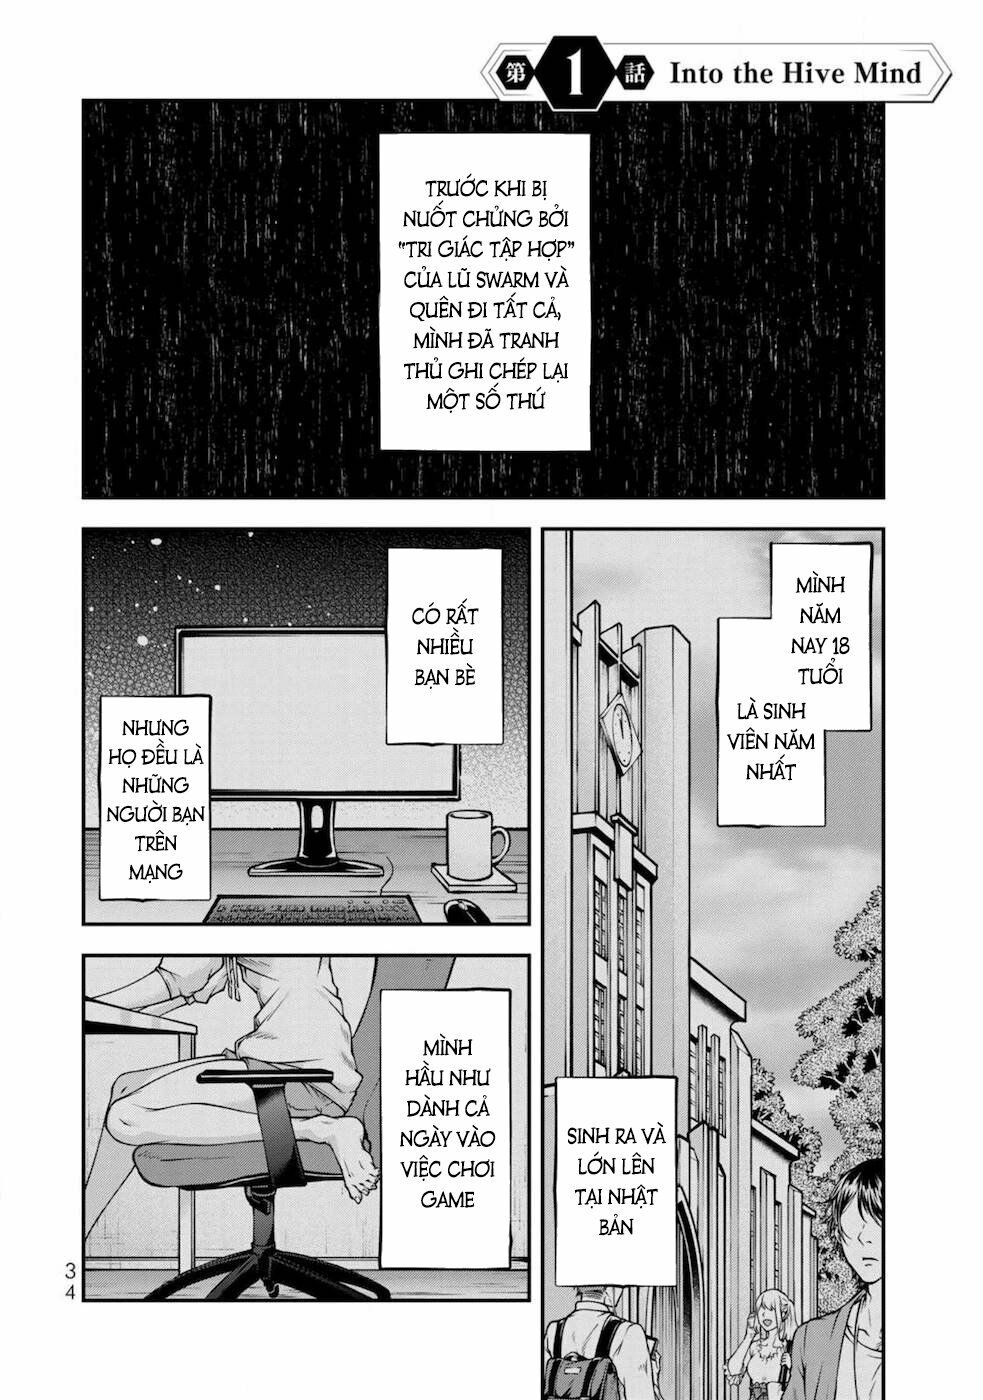 第1話 Into the Hive Mind
TRƯỚC KHI BỊ
NUỐT CHỬNG BỞI
"TRI GIÁC TẬP HỢP"
CỦA LŨ SWARM VÀ
QUÊN ĐI TẤT CẢ,
MÌNH ĐÃ TRANH
THỦ GHI CHÉP LẠI
MỘT SỐ THỨ
MÌNH
NĂM
NAY 18
TUỔI
LÀ SINH
VIÊN NĂM
NHẤT
SINH RA VÀ
LỚN LÊN
TẠI NHẬT
BẢN
CÓ RẤT
NHIỀU
BẠN BÈ
NHƯNG
HỌ ĐỀU LÀ
NHỮNG
NGƯỜI BẠN
TRÊN
MẠNG
MÌNH
HẦU NHƯ
DÀNH CẢ
NGÀY VÀO
VIỆC CHƠI
GAME
34